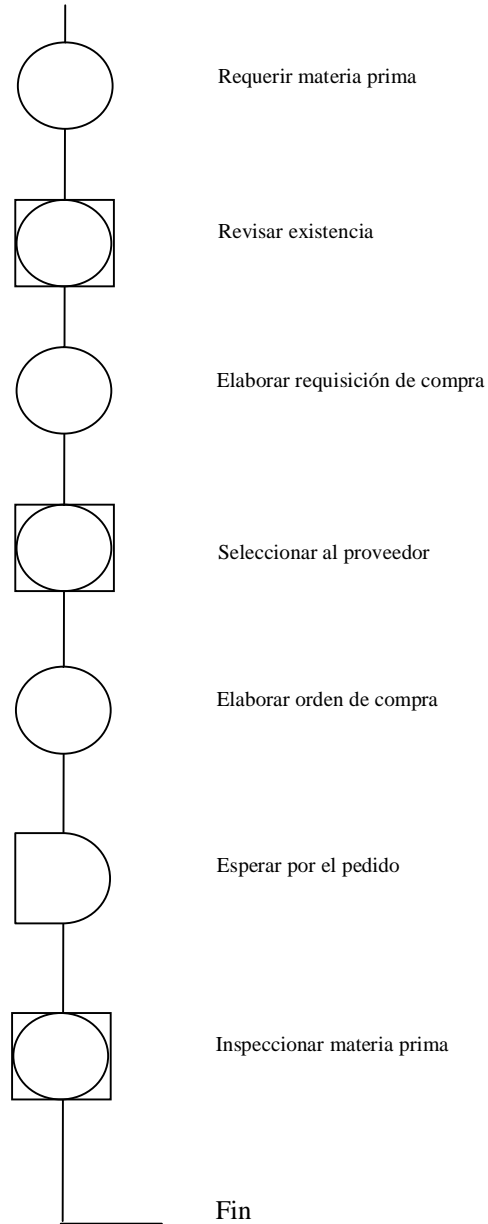 Requerir materia prima
Revisar existencia
Elaborar requisición de compra
Seleccionar al proveedor
Elaborar orden de compra
Esperar por el pedido
Inspeccionar materia prima
Fin